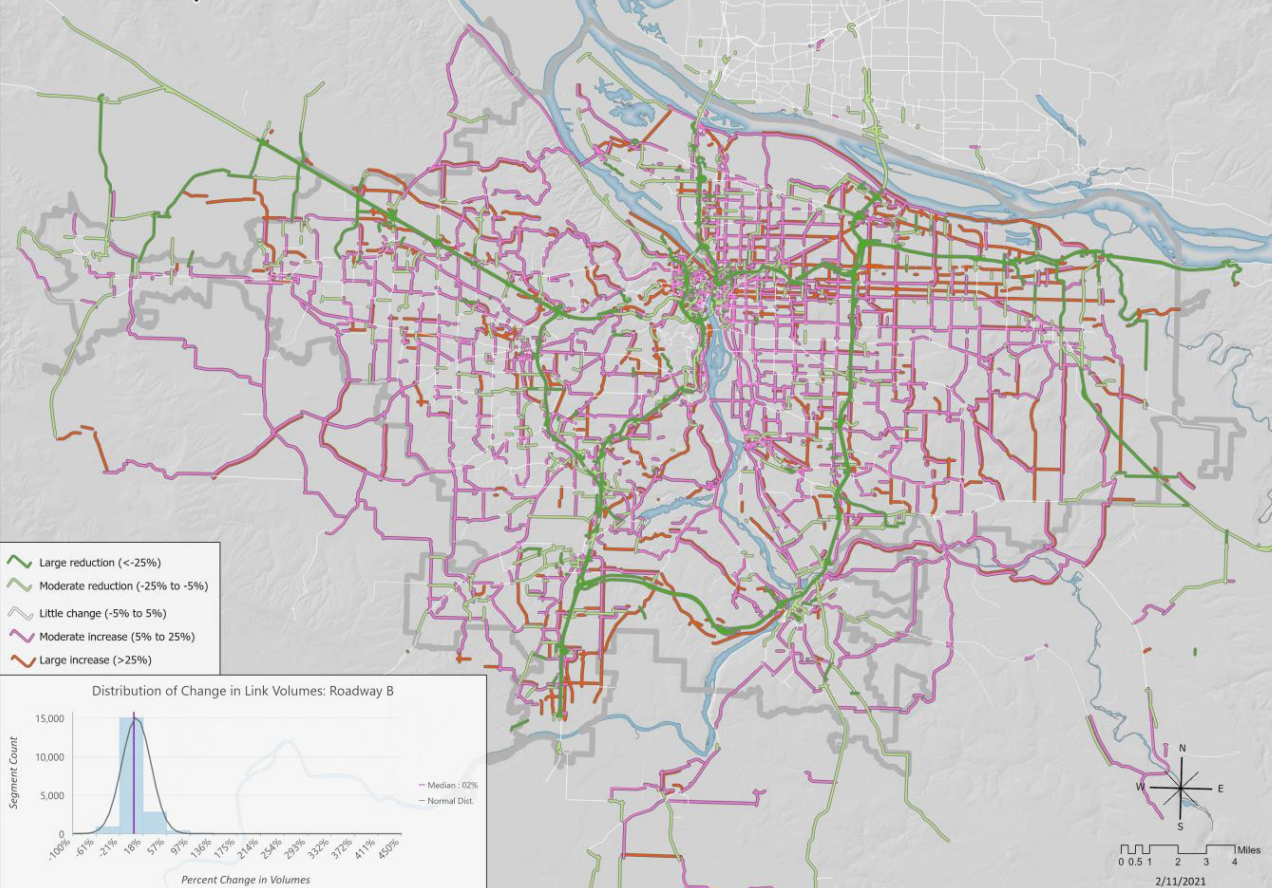 Large reduction (<-25%)
Moderate reduction (-25% to -5%)
Little change (-5% to 5%)
Moderate increase (5% to 25%)
Large increase (>25%)
Distribution of Change in Link Volumes: Roadway B
Segment Count
15,000
10,000
5,000
0
-100%
-61%
-21%
18%
57%
97%
136%
175%
214%
254%
293%
332%
372%
411%
450%
Percent Change in Volumes
Median : 02%
Normal Dist.
N
W E
S
Miles
0 0.5 1 2 3 4
2/11/2021